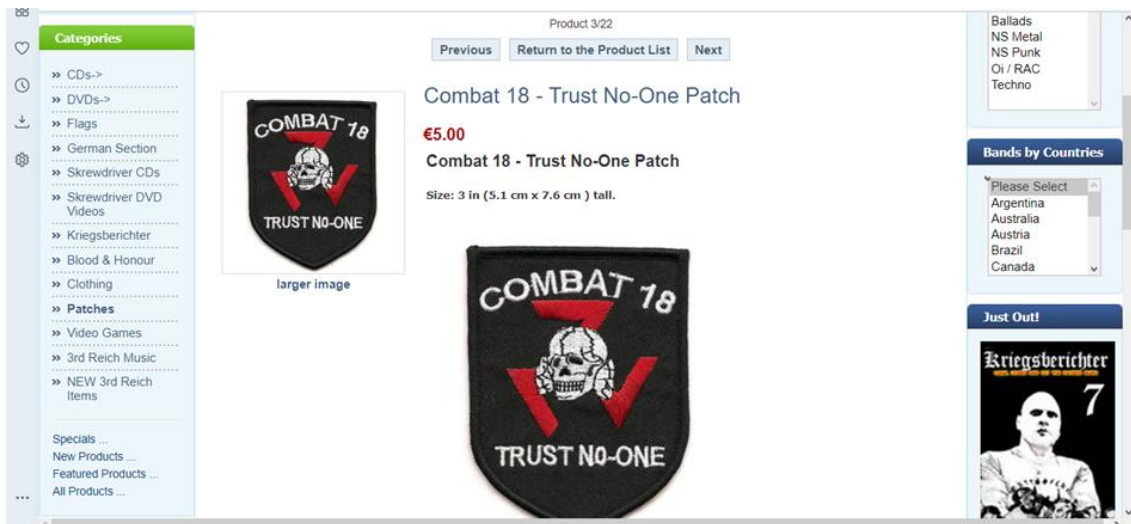 Categories
» CDs->
» DVDs->
» Flags
» German Section
» Skrewdriver CDs
» Skrewdriver DVD
Videos
» Kriegsberichter
» Blood & Honour
» Clothing
» Patches
» Video Games
» 3rd Reich Music
» NEW 3rd Reich
Items
Specials ...
New Products ...
Featured Products ...
All Products ...
Product 3/22
Previous Return to the Product List Next
COMBAT 18
TRUST NO-ONE
larger image
Combat 18 - Trust No-One Patch
€5.00
Combat 18 - Trust No-One Patch
Size: 3 in (5.1 cm x 7.6 cm ) tall.
COMBAT 18
TRUST NO-ONE
Ballads
NS Metal
NS Punk
Oi / RAC
Techno
Bands by Countries
Please Select
Argentina
Australia
Austria
Brazil
Canada
Just Out!
Kriegsberichter
7